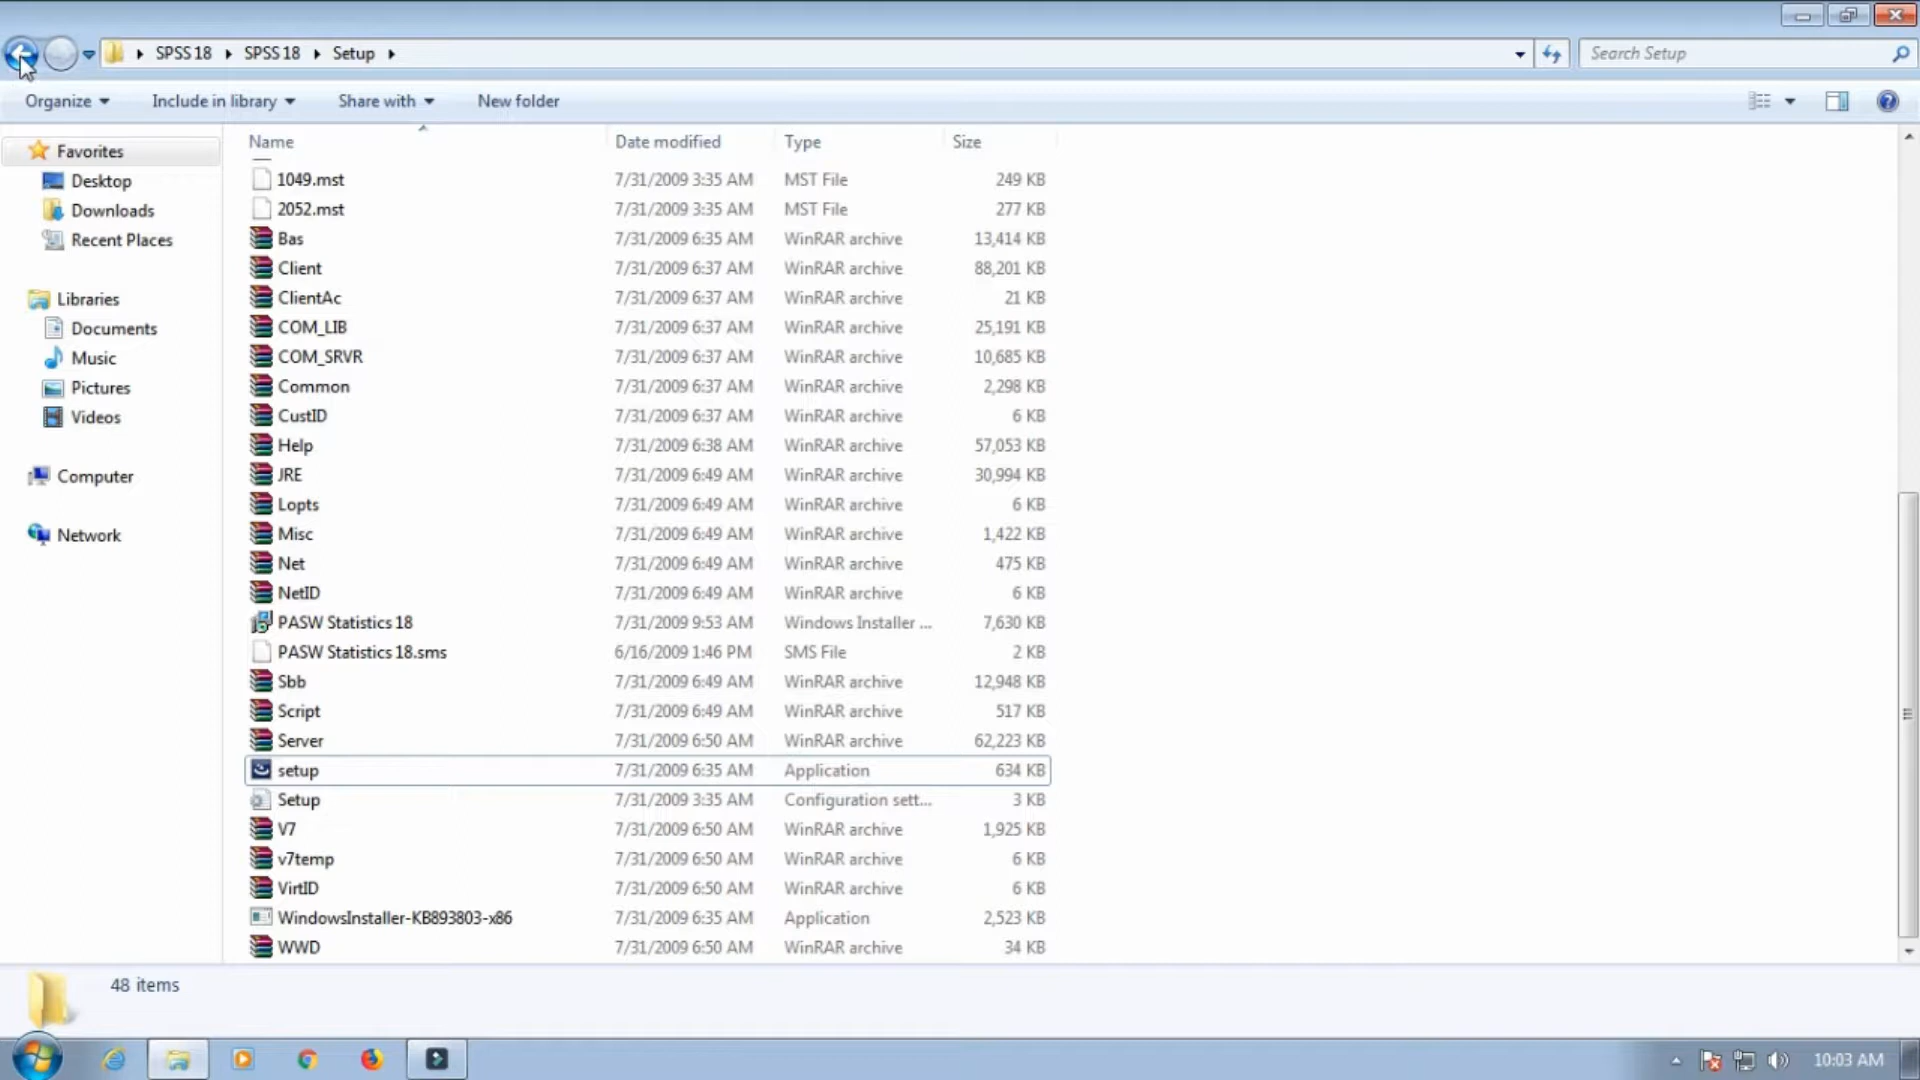 SPSS 18 SPSS 18 Setup Search Setup
Organize Include in library Share with New folder
Name Date modified Type Size
Favorites
Desktop
Downloads
Recent Places
Libraries
Documents
Music
Pictures
Videos
Computer
Network
1049.mst 7/31/2009 3:35 AM MST File 249 KB
2052.mst 7/31/2009 3:35 AM MST File 277 KB
Bas 7/31/2009 6:35 AM WinRAR archive 13,414 KB
Client 7/31/2009 6:37 AM WinRAR archive 88,201 KB
ClientAc 7/31/2009 6:37 AM WinRAR archive 21 KB
COM_LIB 7/31/2009 6:37 AM WinRAR archive 25,191 KB
COM_SRVR 7/31/2009 6:37 AM WinRAR archive 10,685 KB
Common 7/31/2009 6:37 AM WinRAR archive 2,298 KB
CustID 7/31/2009 6:37 AM WinRAR archive 6 KB
Help 7/31/2009 6:38 AM WinRAR archive 57,053 KB
JRE 7/31/2009 6:49 AM WinRAR archive 30,994 KB
Lopts 7/31/2009 6:49 AM WinRAR archive 6 KB
Misc 7/31/2009 6:49 AM WinRAR archive 1,422 KB
Net 7/31/2009 6:49 AM WinRAR archive 475 KB
NetID 7/31/2009 6:49 AM WinRAR archive 6 KB
PASW Statistics 18 7/31/2009 9:53 AM Windows Installer ... 7,630 KB
PASW Statistics 18.sms 6/16/2009 1:46 PM SMS File 2 KB
Sbb 7/31/2009 6:49 AM WinRAR archive 12,948 KB
Script 7/31/2009 6:49 AM WinRAR archive 517 KB
Server 7/31/2009 6:50 AM WinRAR archive 62,223 KB
setup 7/31/2009 6:35 AM Application 634 KB
Setup 7/31/2009 3:35 AM Configuration sett... 3 KB
V7 7/31/2009 6:50 AM WinRAR archive 1,925 KB
v7temp 7/31/2009 6:50 AM WinRAR archive 6 KB
VirtID 7/31/2009 6:50 AM WinRAR archive 6 KB
WindowsInstaller-KB893803-x86 7/31/2009 6:35 AM Application 2,523 KB
WWD 7/31/2009 6:50 AM WinRAR archive 34 KB
48 items
10:03 AM